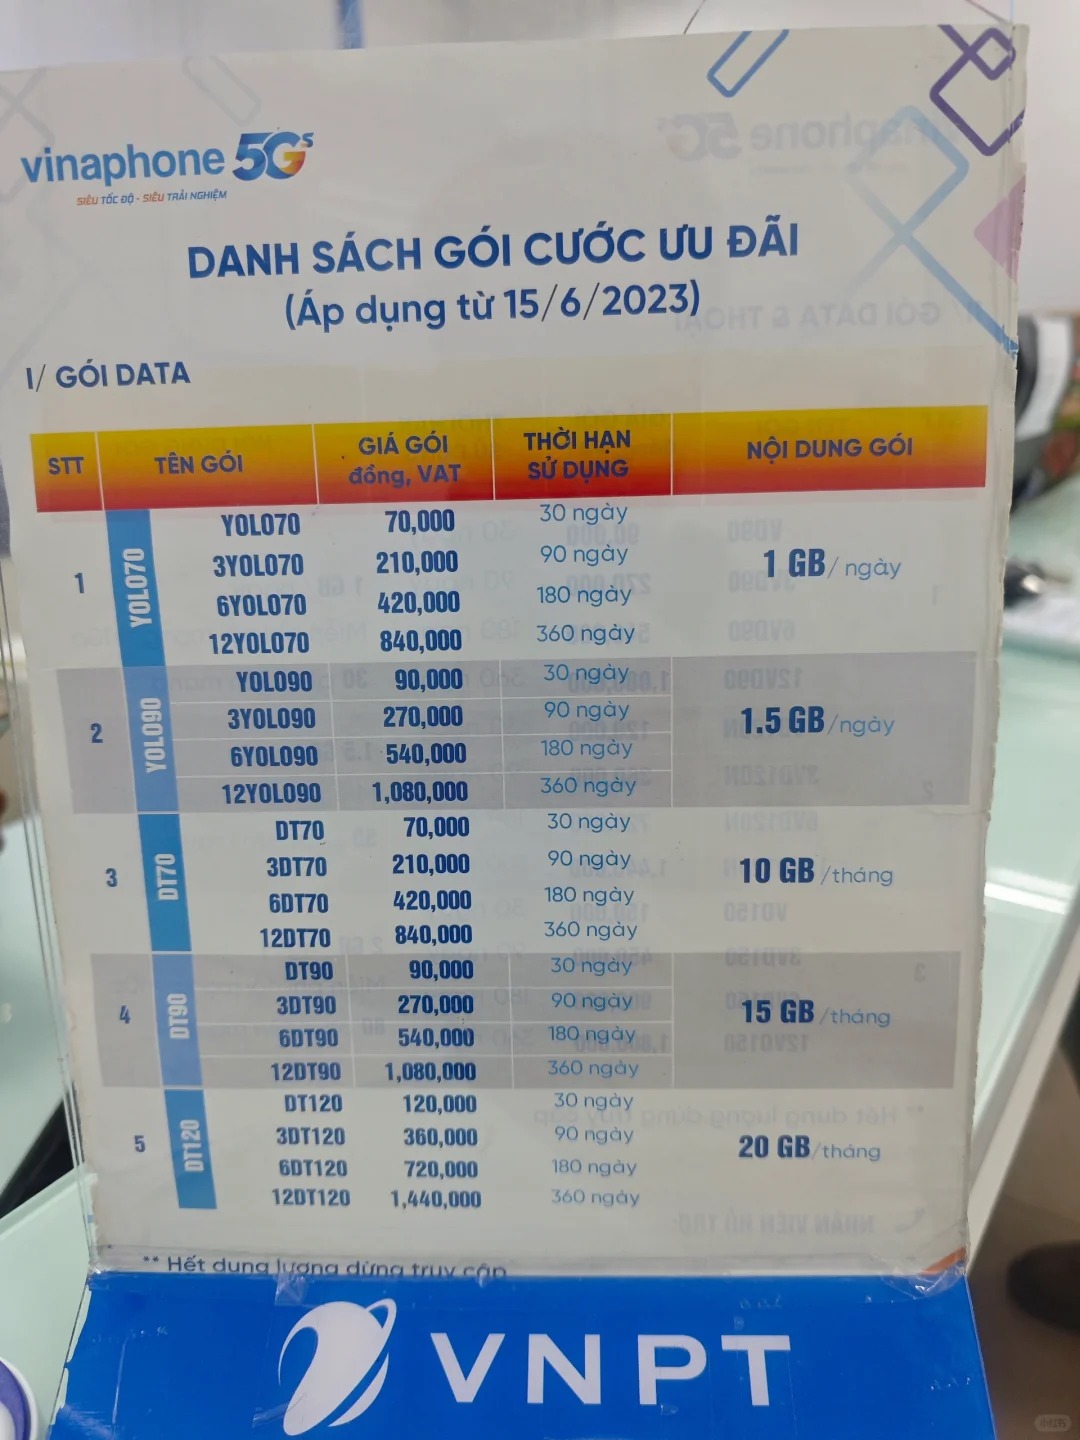 vinaphone 5Gs
SIÊU TỐC ĐỘ - SIÊU TRẢI NGHIỆM
DANH SÁCH GÓI CƯỚC ƯU ĐÃI
(Áp dụng từ 15/6/2023)
I/ GÓI DATA
STT TÊN GÓI GIÁ GÓI đồng, VAT THỜI HẠN SỬ DỤNG NỘI DUNG GÓI
1 YOLO70 YOLO70 70,000 30 ngày 1 GB/ ngày
3YOLO70 210,000 90 ngày
6YOLO70 420,000 180 ngày
12YOLO70 840,000 360 ngày
2 YOLO90 YOLO90 90,000 30 ngày 1.5 GB/ngày
3YOLO90 270,000 90 ngày
6YOLO90 540,000 180 ngày
12YOLO90 1,080,000 360 ngày
3 DT70 DT70 70,000 30 ngày 10 GB/tháng
3DT70 210,000 90 ngày
6DT70 420,000 180 ngày
12DT70 840,000 360 ngày
4 DT90 DT90 90,000 30 ngày 15 GB/tháng
3DT90 270,000 90 ngày
6DT90 540,000 180 ngày
12DT90 1,080,000 360 ngày
5 DT120 DT120 120,000 30 ngày 20 GB/tháng
3DT120 360,000 90 ngày
6DT120 720,000 180 ngày
12DT120 1,440,000 360 ngày
** Hết dung lượng dừng truy cập
VNPT